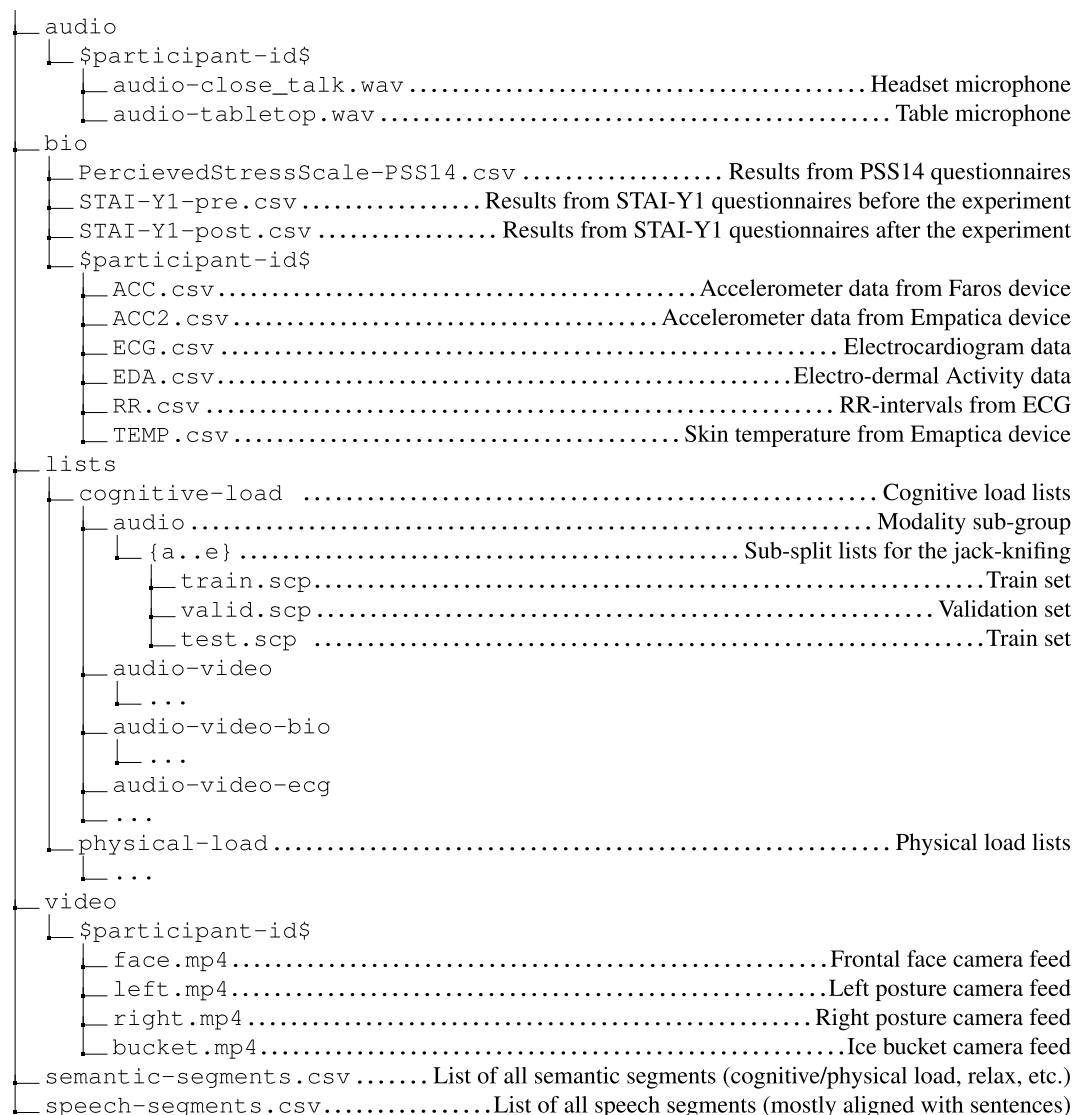 audio
$participant-id$
audio-close_talk.wav Headset microphone
audio-tabletop.wav Table microphone
bio
PercievedStressScale-PSS14.csv Results from PSS14 questionnaires
STAI-Y1-pre.csv Results from STAI-Y1 questionnaires before the experiment
STAI-Y1-post.csv Results from STAI-Y1 questionnaires after the experiment
$participant-id$
ACC.csv Accelerometer data from Faros device
ACC2.csv Accelerometer data from Empatica device
ECG.csv Electrocardiogram data
EDA.csv Electro-dermal Activity data
RR.csv RR-intervals from ECG
TEMP.csv Skin temperature from Emaptica device
lists
cognitive-load Cognitive load lists
audio Modality sub-group
{a..e} Sub-split lists for the jack-knifing
train.scp Train set
valid.scp Validation set
test.scp Train set
audio-video
...
audio-video-bio
...
audio-video-ecg
...
physical-load Physical load lists
...
video
$participant-id$
face.mp4 Frontal face camera feed
left.mp4 Left posture camera feed
right.mp4 Right posture camera feed
bucket.mp4 Ice bucket camera feed
semantic-segments.csv List of all semantic segments (cognitive/physical load, relax, etc.)
speech-segments.csv List of all speech segments (mostly aligned with sentences)